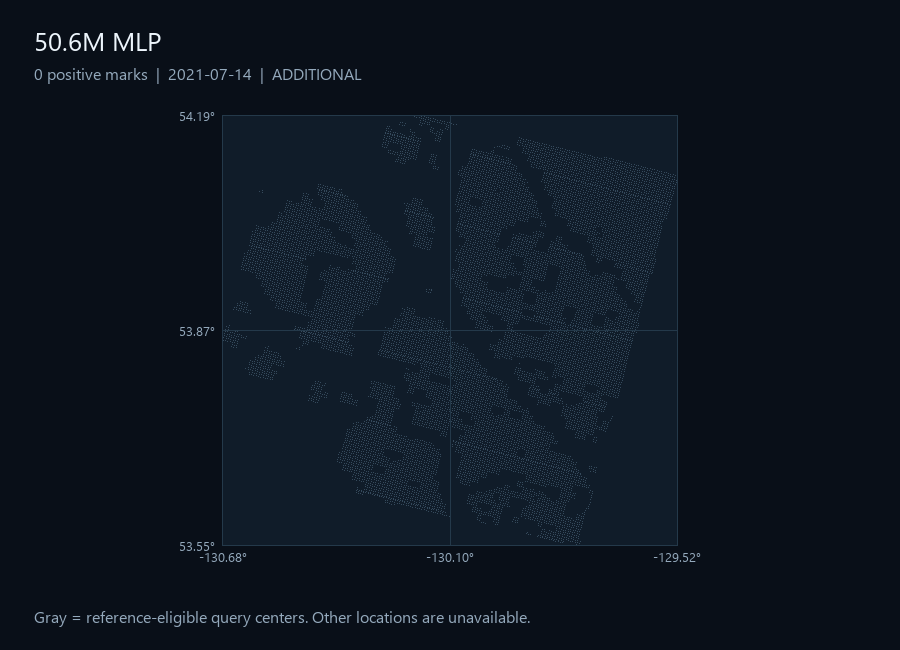 50.6M MLP
0 positive marks | 2021-07-14 | ADDITIONAL
54.19°
53.87°
53.55°
-130.68° -130.10° -129.52°
Gray = reference-eligible query centers. Other locations are unavailable.